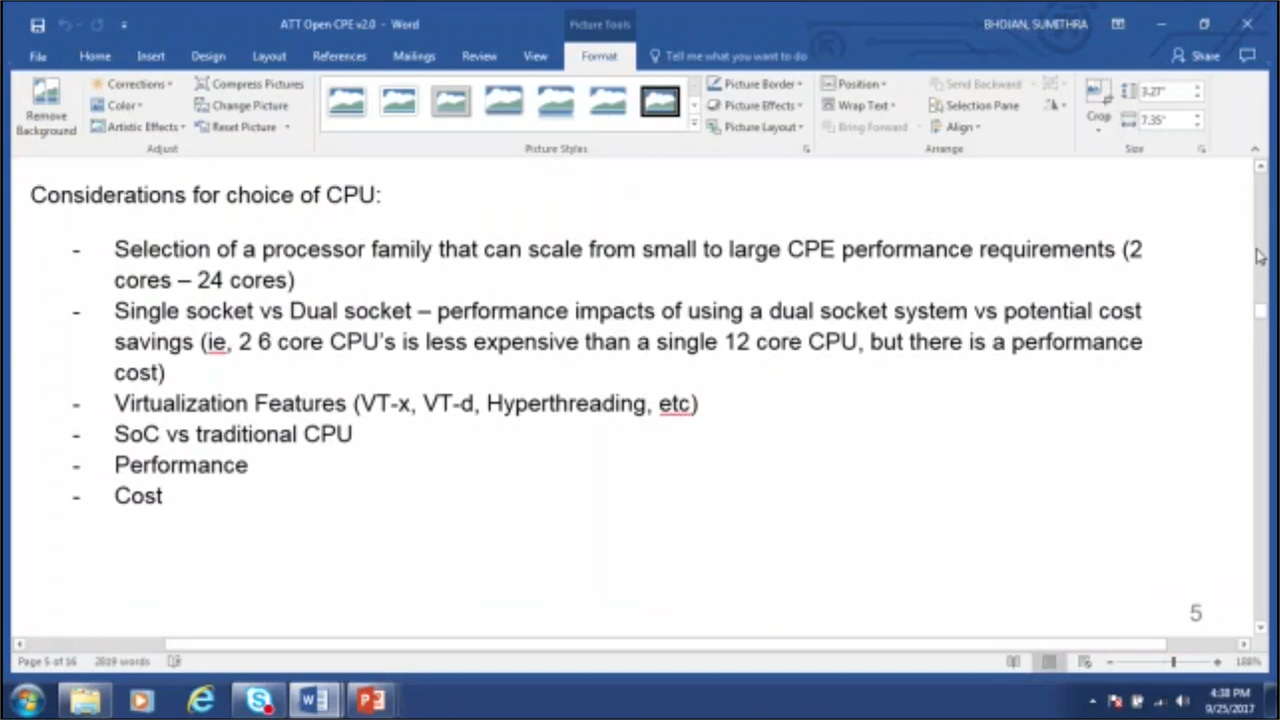 ATT Open CPE v2.0 - Word
Picture Tools
BHOJAN, SUMITHRA
File Home Insert Design Layout References Mailings Review View Format Tell me what you want to do Share
Remove Background
Corrections
Color
Artistic Effects
Compress Pictures
Change Picture
Reset Picture
Adjust
Picture Styles
Picture Border
Picture Effects
Picture Layout
Position
Wrap Text
Bring Forward
Send Backward
Selection Pane
Align
Arrange
Crop
3.27"
7.35"
Size
Considerations for choice of CPU:
- Selection of a processor family that can scale from small to large CPE performance requirements (2
cores – 24 cores)
- Single socket vs Dual socket – performance impacts of using a dual socket system vs potential cost
savings (ie, 2 6 core CPU's is less expensive than a single 12 core CPU, but there is a performance
cost)
- Virtualization Features (VT-x, VT-d, Hyperthreading, etc)
- SoC vs traditional CPU
- Performance
- Cost
5
Page 5 of 16 2819 words
188%
4:38 PM
9/25/2017